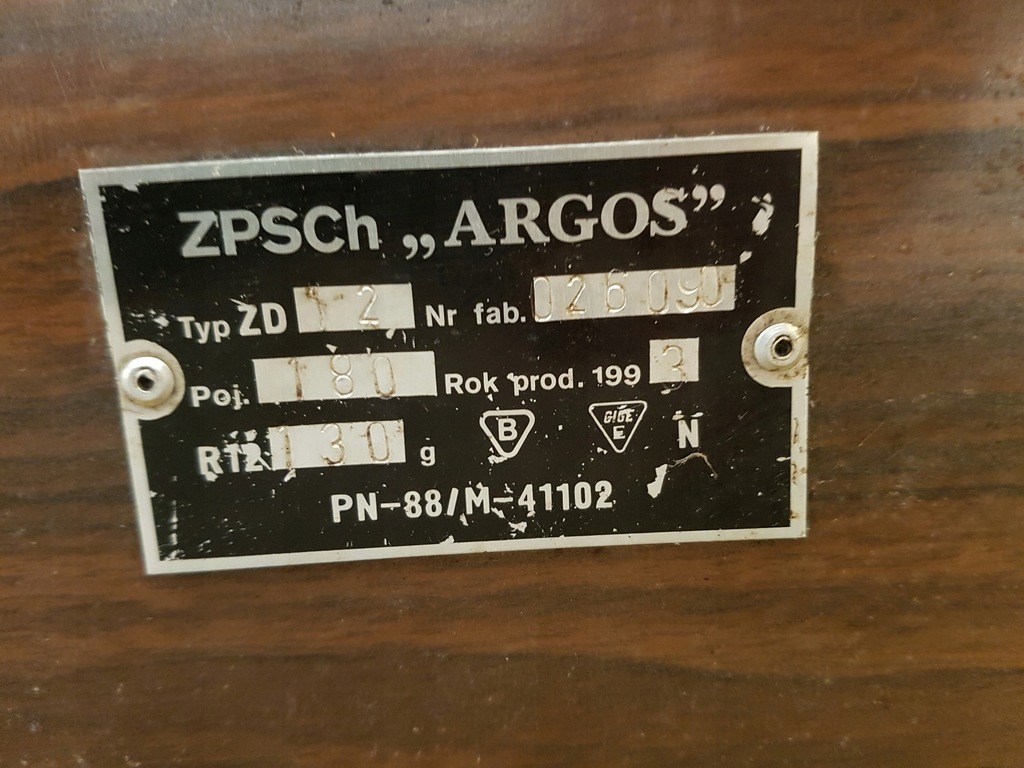 ZPSCh „ARGOS”
Typ ZD 12 Nr fab. 026090
Poj. 180 Rok prod. 1993
R12 130 g B GIGE E N
PN-88/M-41102